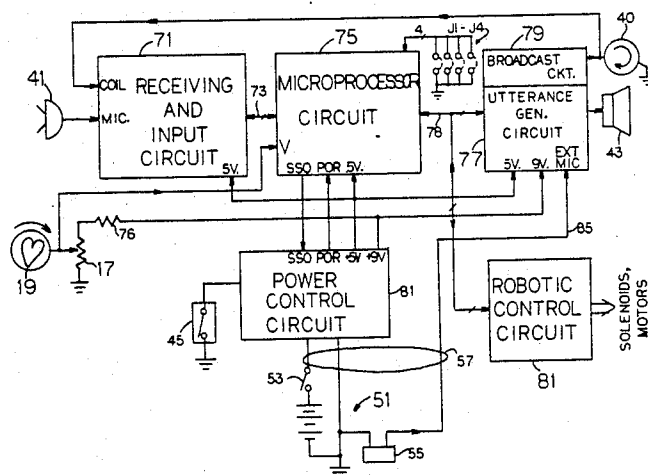 71
75
4 J1-J4
79
40
41
COIL
MIC.
RECEIVING
AND
INPUT
CIRCUIT
5V.
73
MICROPROCESSOR
CIRCUIT
V
SSO POR 5V.
78
BROADCAST
CKT.
UTTERANCE
GEN.
CIRCUIT
77
5V. 9V. EXT
MIC
43
76
85
19
17
SSO POR +5V +9V
POWER
CONTROL
CIRCUIT
81
45
53
57
51
55
ROBOTIC
CONTROL
CIRCUIT
81
SOLENOIDS,
MOTORS